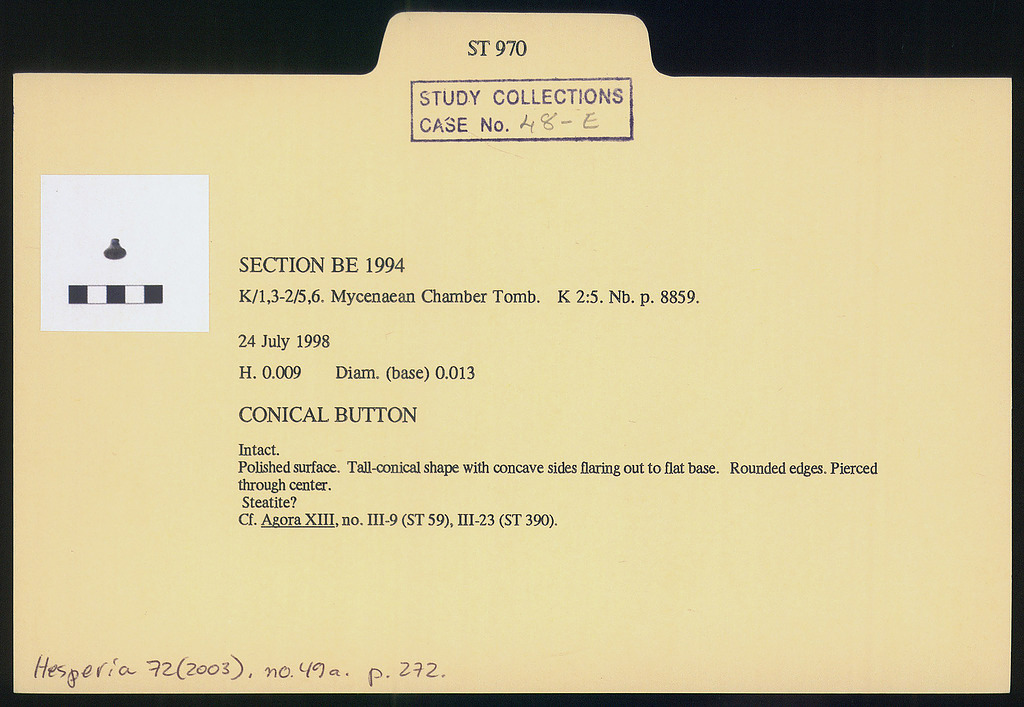 ST 970
STUDY COLLECTIONS
CASE No. 48-E
SECTION BE 1994
K/1,3-2/5,6. Mycenaean Chamber Tomb. K 2:5. Nb. p. 8859.
24 July 1998
H. 0.009 Diam. (base) 0.013
CONICAL BUTTON
Intact.
Polished surface. Tall-conical shape with concave sides flaring out to flat base. Rounded edges. Pierced
through center.
Steatite?
Cf. Agora XIII, no. III-9 (ST 59), III-23 (ST 390).
Hesperia 72(2003), no.49a. p.272.